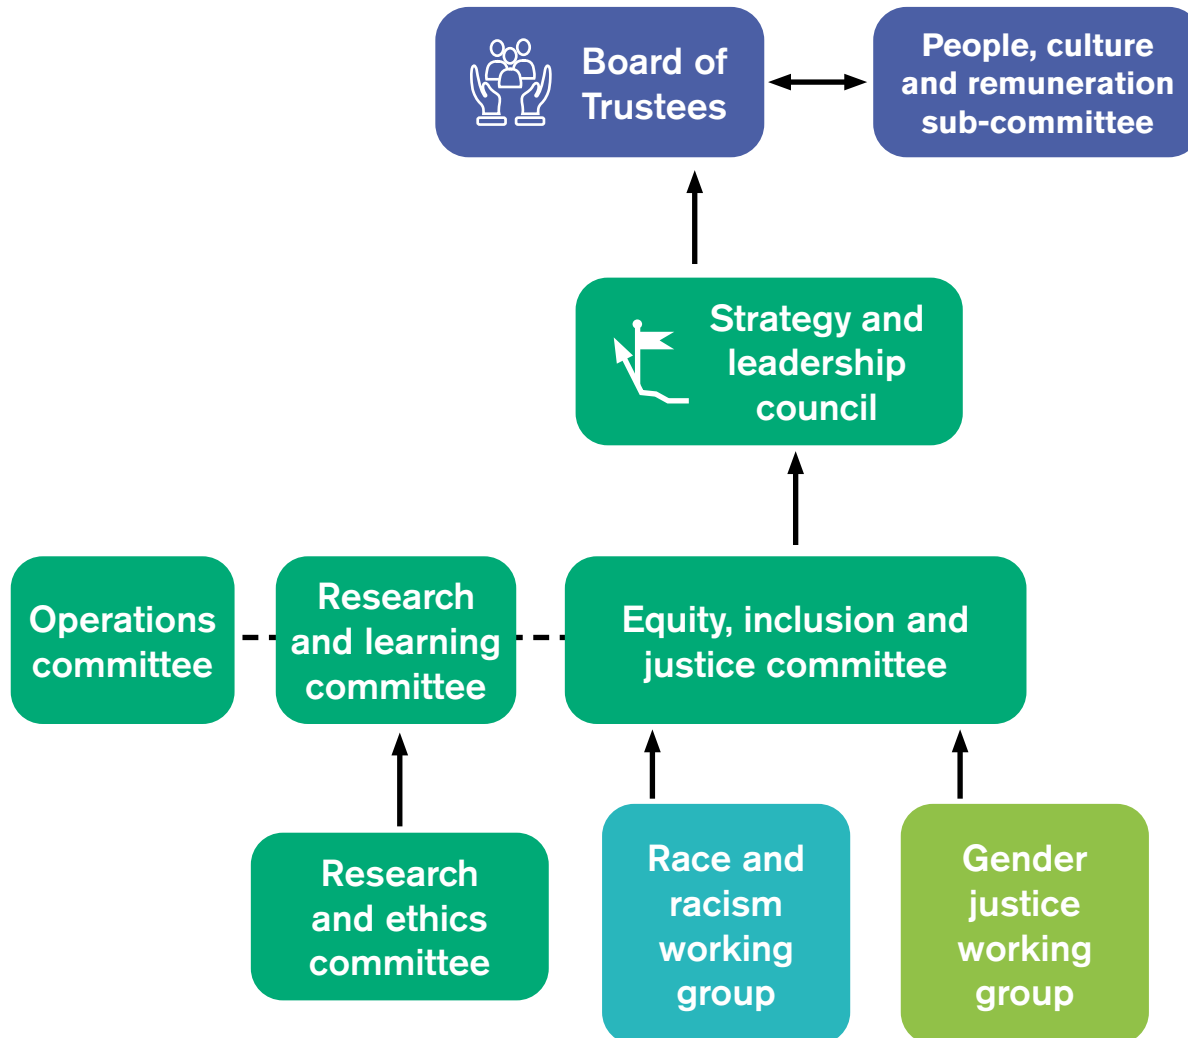 Board of
Trustees
People, culture
and remuneration
sub-committee
Strategy and
leadership
council
Operations
committee
Research
and learning
committee
Equity, inclusion and
justice committee
Research
and ethics
committee
Race and
racism
working
group
Gender
justice
working
group